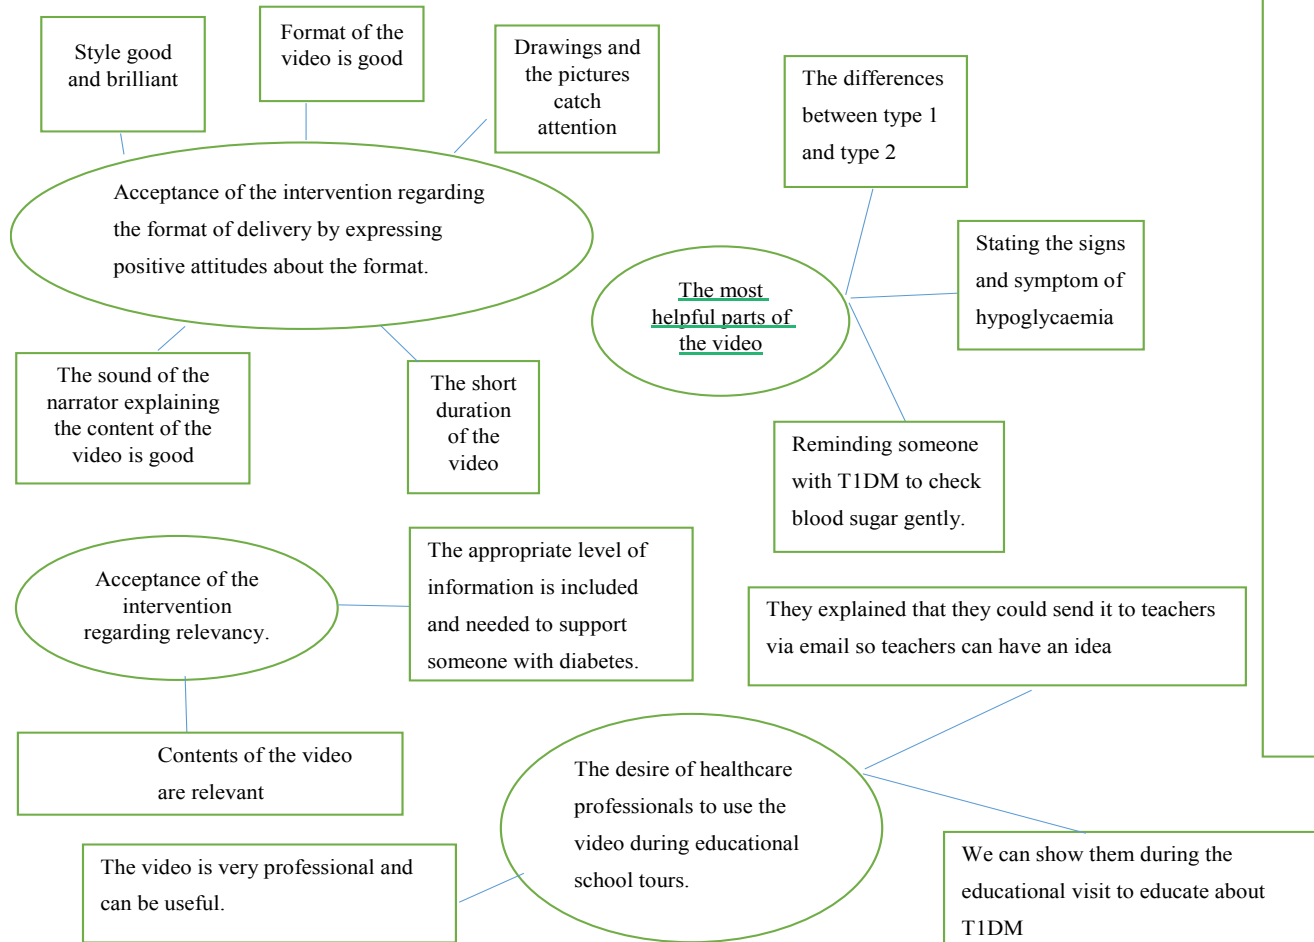 Style good
and brilliant
Format of the
video is good
Drawings and
the pictures
catch
attention
Acceptance of the intervention regarding
the format of delivery by expressing
positive attitudes about the format.
The sound of the
narrator explaining
the content of the
video is good
The short
duration
of the
video
The differences
between type 1
and type 2
The most
helpful parts of
the video
Stating the signs
and symptom of
hypoglycaemia
Reminding someone
with T1DM to check
blood sugar gently.
Acceptance of the
intervention
regarding relevancy.
The appropriate level of
information is included
and needed to support
someone with diabetes.
Contents of the video
are relevant
They explained that they could send it to teachers
via email so teachers can have an idea
The desire of healthcare
professionals to use the
video during educational
school tours.
The video is very professional and
can be useful.
We can show them during the
educational visit to educate about
T1DM